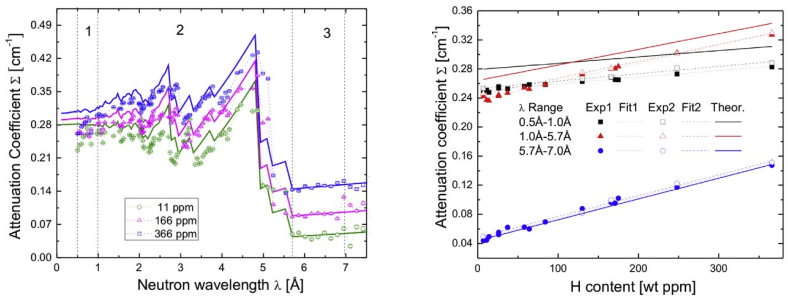 0.49
0.42
0.35
0.28
0.21
0.14
0.07
0.00
Attenuation Coefficient Σ [cm⁻¹]
1 2 3
11 ppm
166 ppm
366 ppm
0 1 2 3 4 5 6 7
Neutron wavelength λ [Å]
0.36
0.32
0.28
0.24
0.20
0.16
0.12
0.08
0.04
Attenuation coefficient Σ [cm⁻¹]
λ Range Exp1 Fit1 Exp2 Fit2 Theor.
0.5Å-1.0Å
1.0Å-5.7Å
5.7Å-7.0Å
0 50 100 150 200 250 300 350
H content [wt ppm]